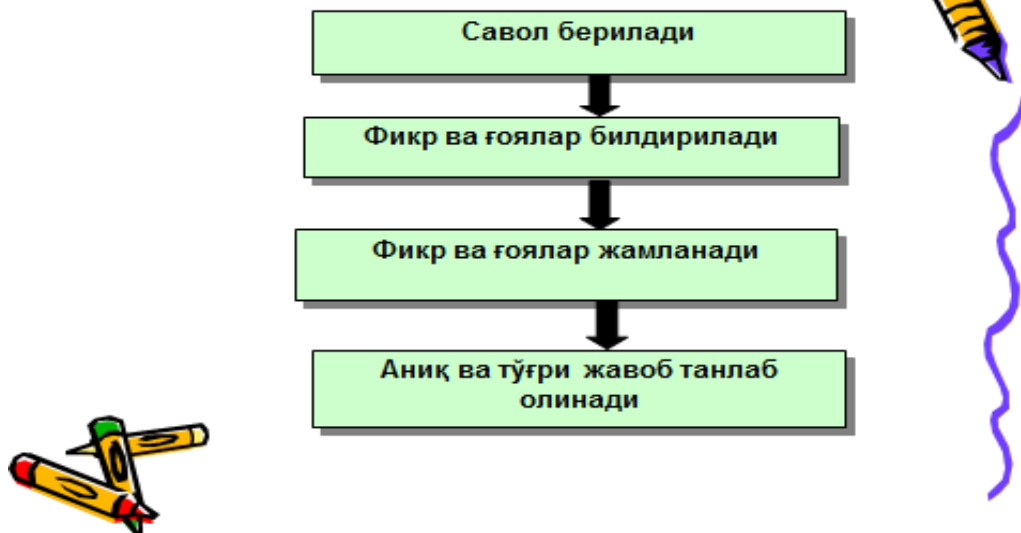 Савол берилади
Фикр ва ғоялар билдирилади
Фикр ва ғоялар жамланади
Аниқ ва тўғри жавоб танлаб
олинади